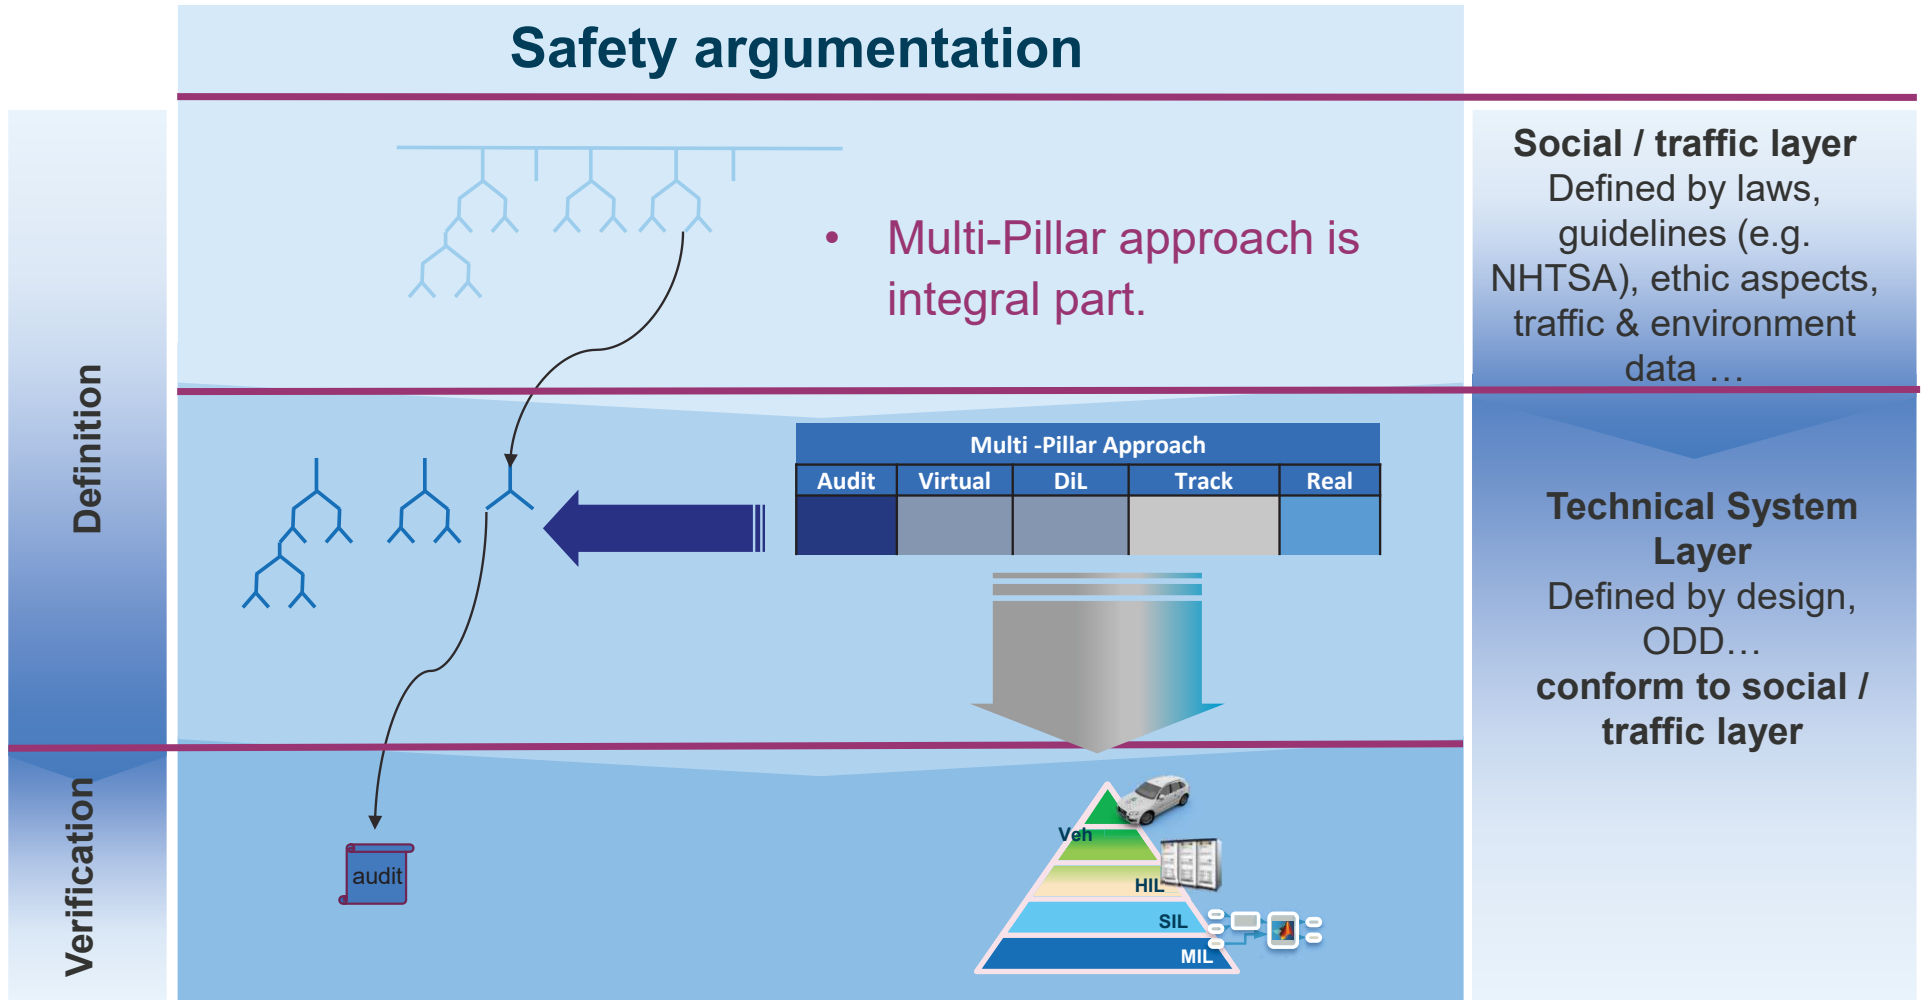 Safety argumentation
Definition
Verification
• Multi-Pillar approach is
integral part.
Social / traffic layer
Defined by laws,
guidelines (e.g.
NHTSA), ethic aspects,
traffic & environment
data …
Multi -Pillar Approach
Audit Virtual DiL Track Real
Technical System
Layer
Defined by design,
ODD…
conform to social /
traffic layer
audit
Veh
HIL
SIL
MIL